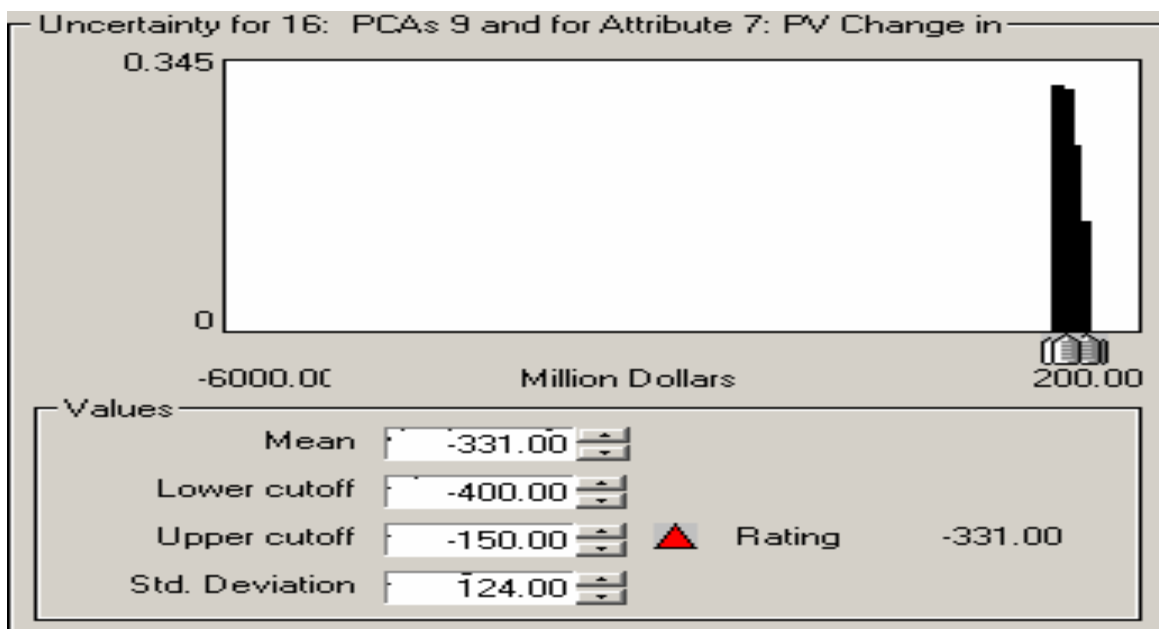 Uncertainty for 16: PCAs 9 and for Attribute 7: PV Change in
0.345
0
-6000.00 Million Dollars 200.00
Values
Mean -331.00
Lower cutoff -400.00
Upper cutoff -150.00 Rating -331.00
Std. Deviation 124.00